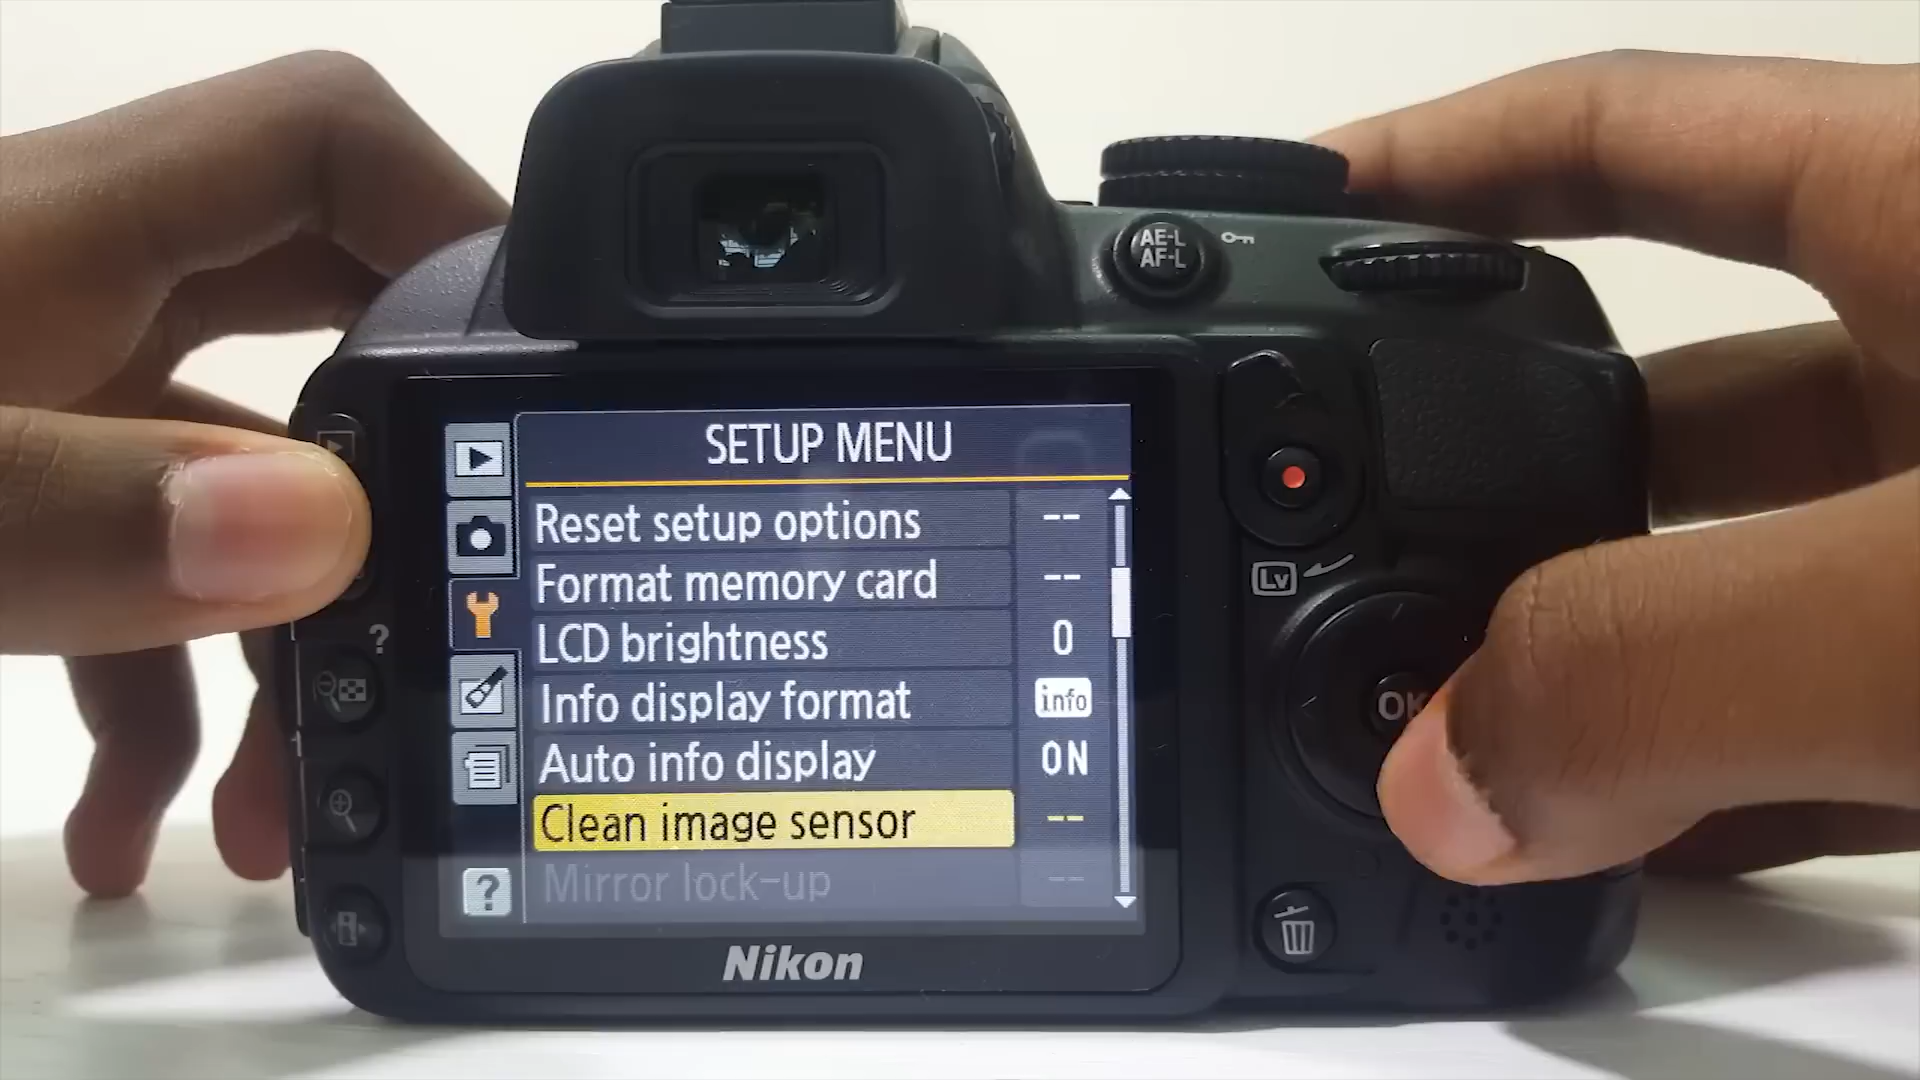 AE-L
AF-L
SETUP MENU
Reset setup options --
Format memory card --
LCD brightness 0
Info display format info
Auto info display ON
Clean image sensor --
Mirror lock-up --
?
?
Lv
OK
Nikon